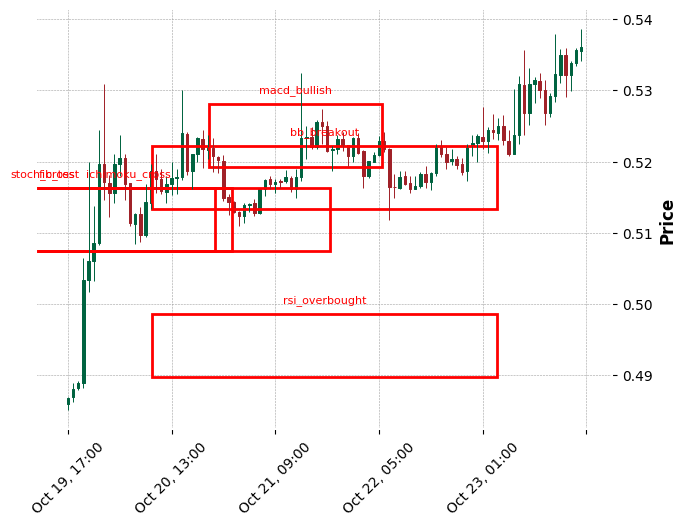 0.54
0.53
0.52
0.51
0.50
0.49
Price
macd_bullish
bb_breakout
ichimoku_cross
rsi_overbought
Oct 19, 17:00
Oct 20, 13:00
Oct 21, 09:00
Oct 22, 05:00
Oct 23, 01:00